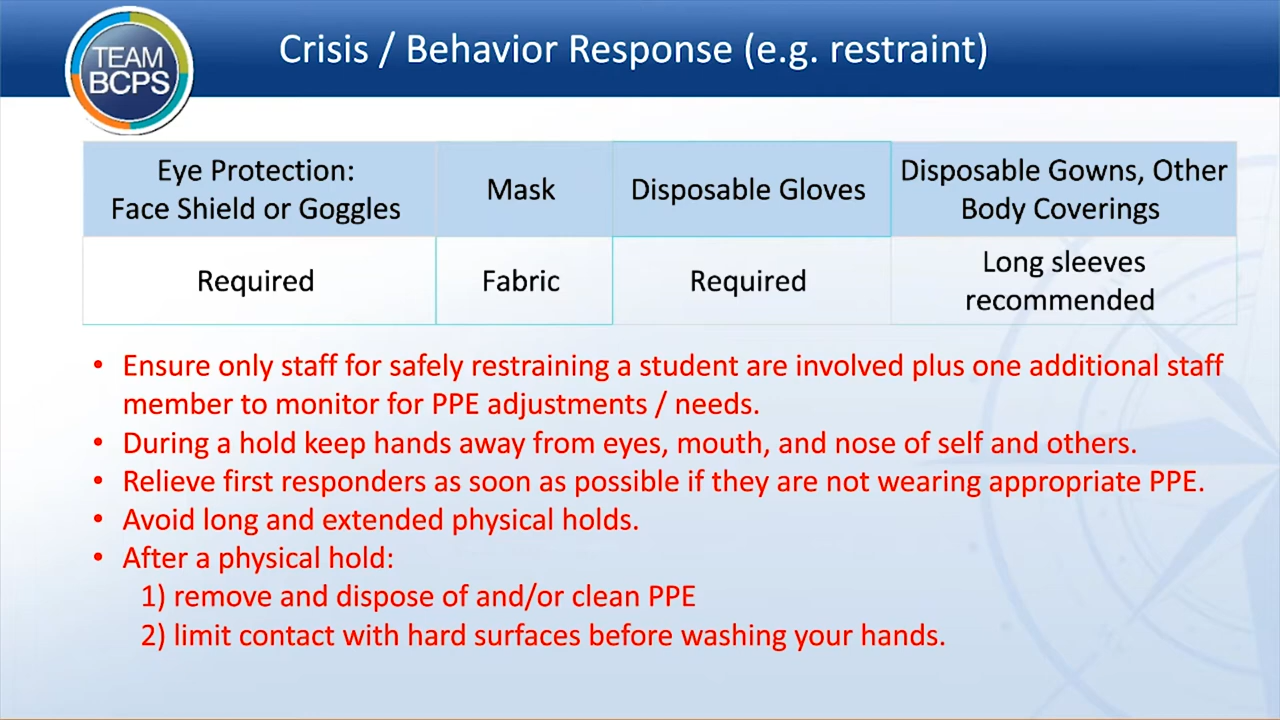 TEAM
BCPS
Crisis / Behavior Response (e.g. restraint)
Eye Protection:
Face Shield or Goggles
Mask
Disposable Gloves
Disposable Gowns, Other
Body Coverings
Required
Fabric
Required
Long sleeves
recommended
• Ensure only staff for safely restraining a student are involved plus one additional staff
member to monitor for PPE adjustments / needs.
• During a hold keep hands away from eyes, mouth, and nose of self and others.
• Relieve first responders as soon as possible if they are not wearing appropriate PPE.
• Avoid long and extended physical holds.
• After a physical hold:
1) remove and dispose of and/or clean PPE
2) limit contact with hard surfaces before washing your hands.